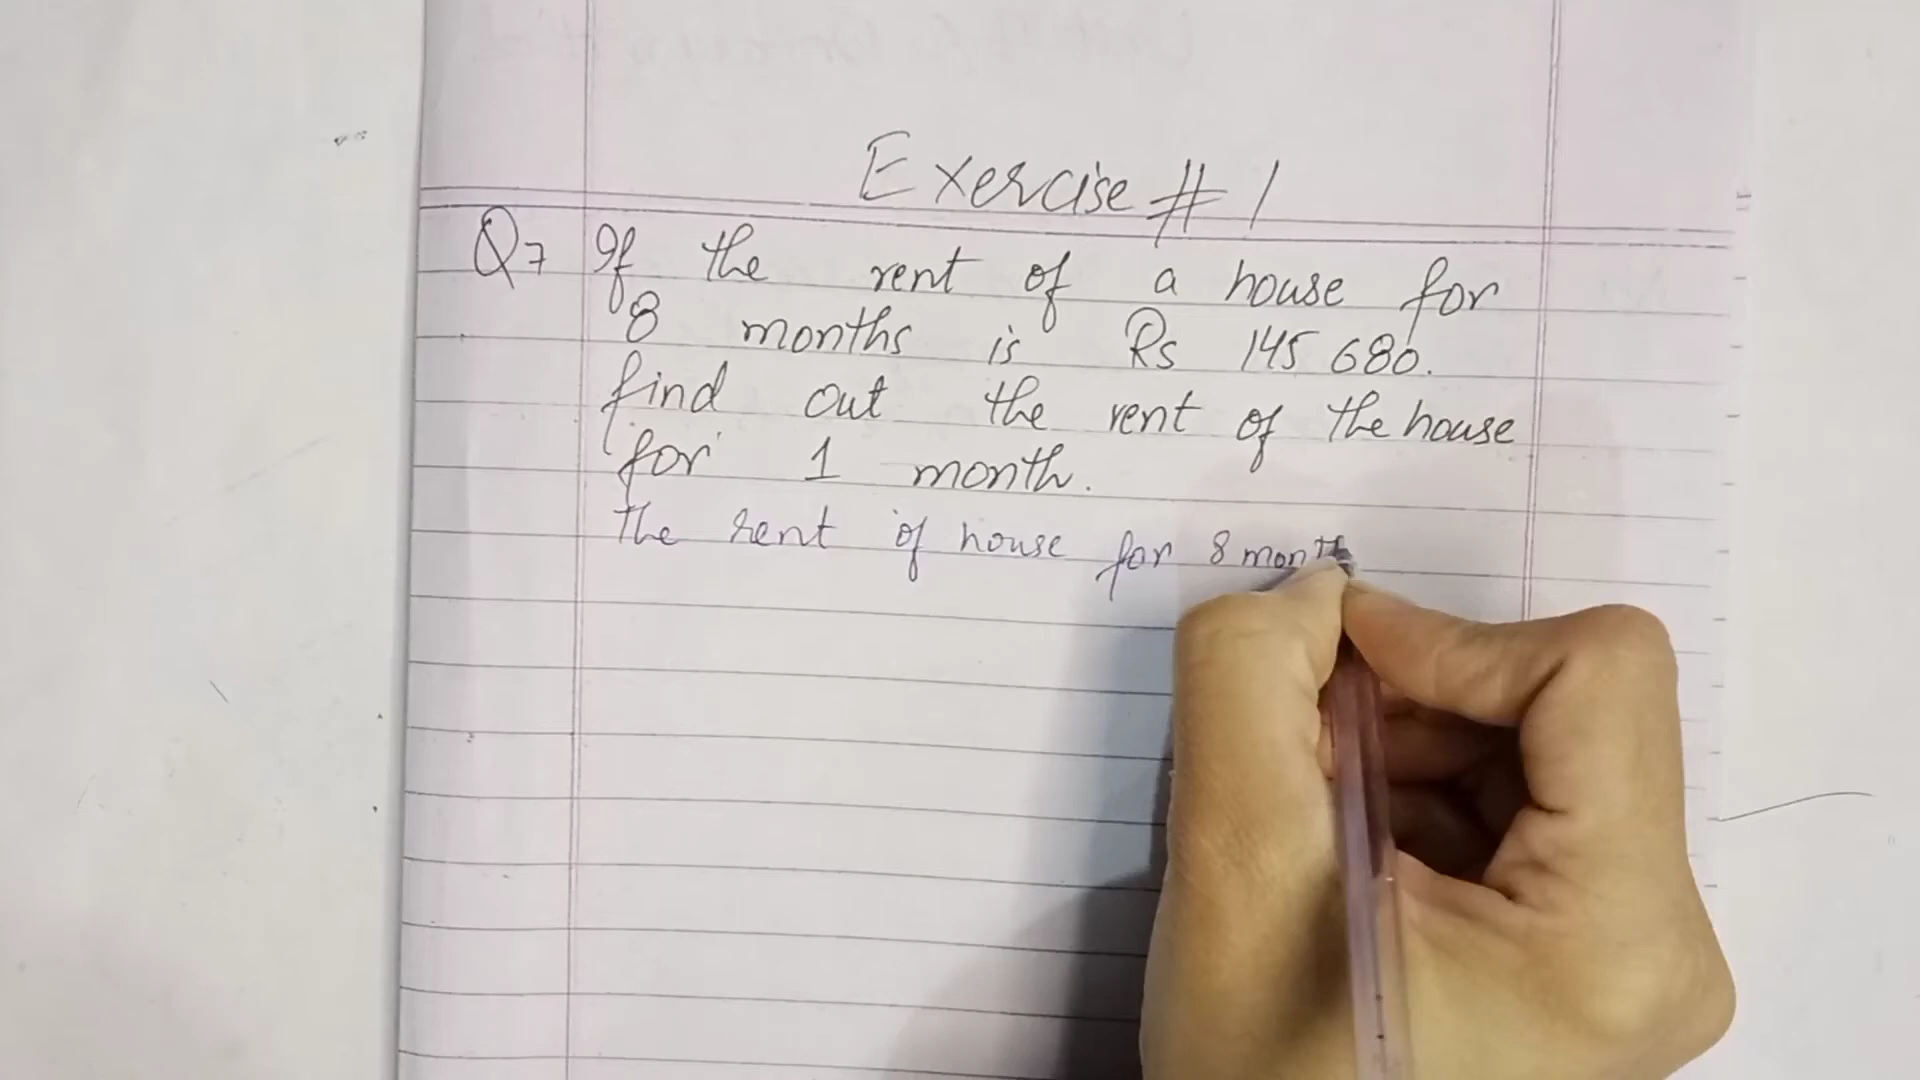 Exercise # 1
Q7 If the rent of a house for
8 months is Rs 145 680.
find out the rent of the house
for 1 month.
The rent of house for 8 month